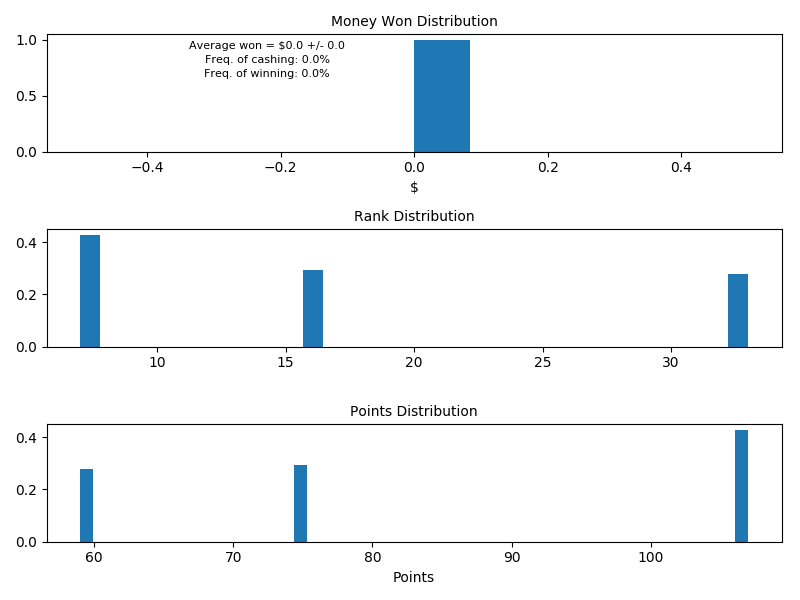 Money Won Distribution
1.0
0.5
0.0
Average won = $0.0 +/- 0.0
Freq. of cashing: 0.0%
Freq. of winning: 0.0%
−0.4 −0.2 0.0 0.2 0.4
$
Rank Distribution
0.4
0.2
0.0
10 15 20 25 30
Points Distribution
0.4
0.2
0.0
60 70 80 90 100
Points